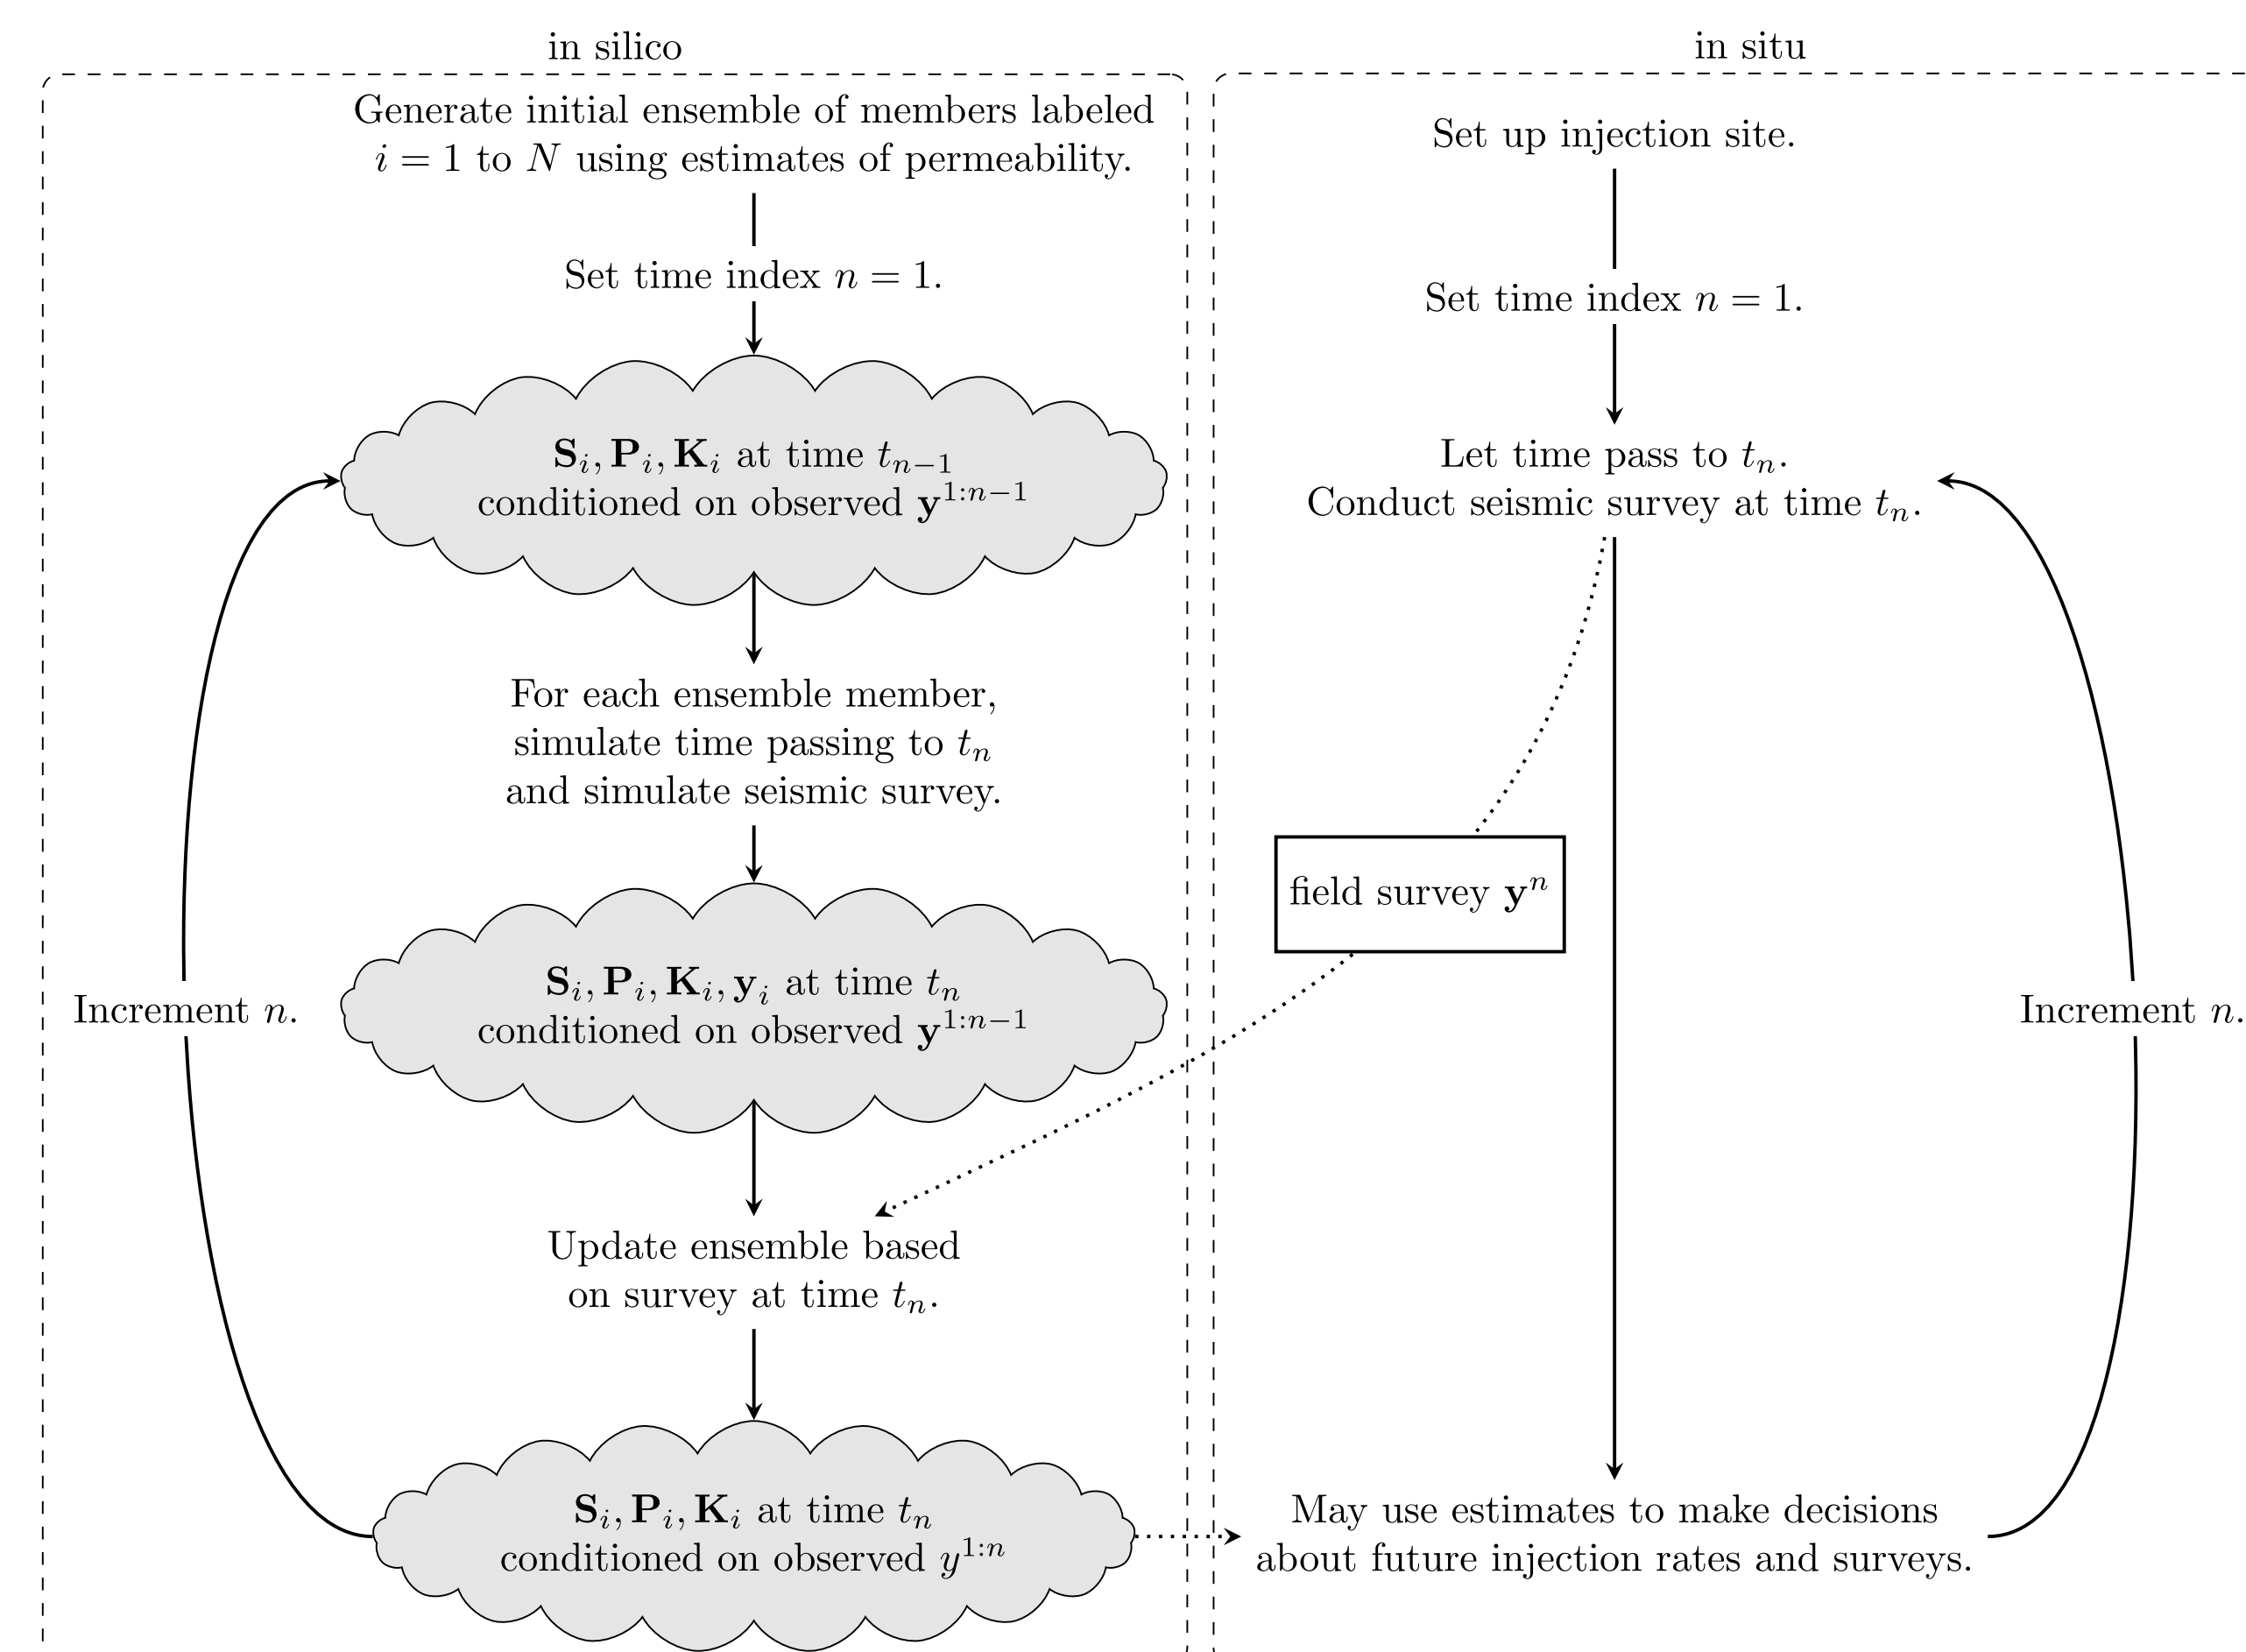 in silico
Generate initial ensemble of members labeled
i = 1 to N using estimates of permeability.
Set time index n = 1.
S_i, P_i, K_i at time t_{n−1}
conditioned on observed y^{1:n−1}
For each ensemble member,
simulate time passing to t_n
and simulate seismic survey.
S_i, P_i, K_i, y_i at time t_n
conditioned on observed y^{1:n−1}
Increment n.
Update ensemble based
on survey at time t_n.
S_i, P_i, K_i at time t_n
conditioned on observed y^{1:n}
in situ
Set up injection site.
Set time index n = 1.
Let time pass to t_n.
Conduct seismic survey at time t_n.
field survey y^n
Increment n.
May use estimates to make decisions
about future injection rates and surveys.